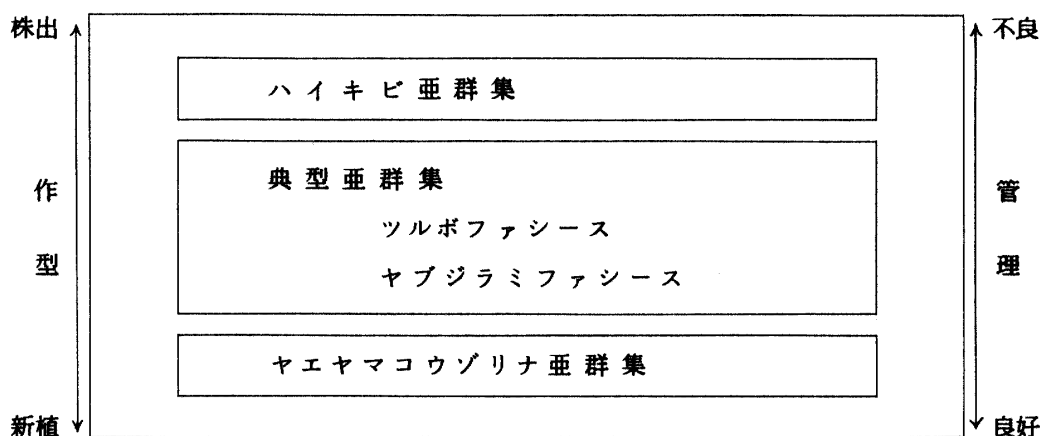 株出
不良
ハイキビ亜群集
典型亜群集
ツルボファシース
ヤブジラミファシース
ヤエヤマコウゾリナ亜群集
作型
管理
新植
良好